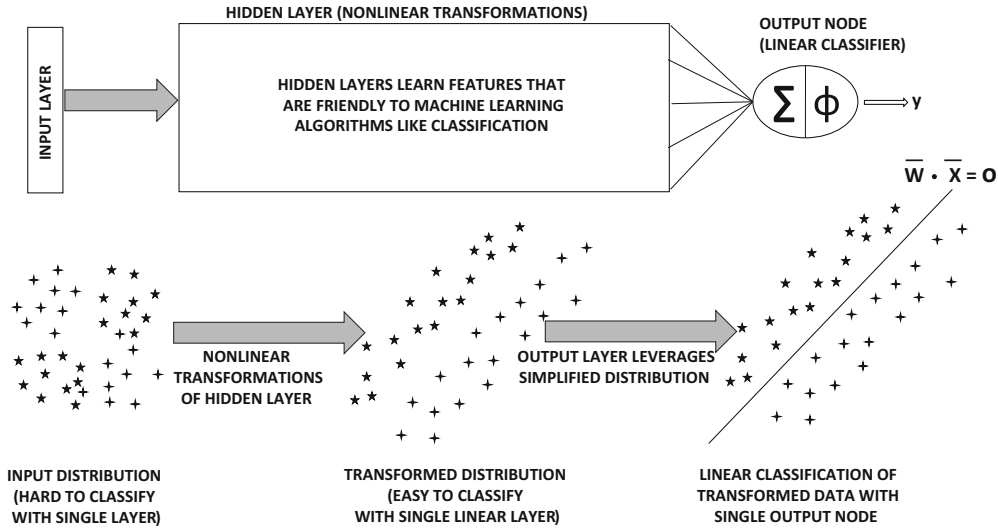 HIDDEN LAYER (NONLINEAR TRANSFORMATIONS)
OUTPUT NODE
(LINEAR CLASSIFIER)
INPUT LAYER
HIDDEN LAYERS LEARN FEATURES THAT
ARE FRIENDLY TO MACHINE LEARNING
ALGORITHMS LIKE CLASSIFICATION
∑ ϕ
y
W̅ · X̅ = 0
NONLINEAR
TRANSFORMATIONS
OF HIDDEN LAYER
OUTPUT LAYER LEVERAGES
SIMPLIFIED DISTRIBUTION
INPUT DISTRIBUTION
(HARD TO CLASSIFY
WITH SINGLE LAYER)
TRANSFORMED DISTRIBUTION
(EASY TO CLASSIFY
WITH SINGLE LINEAR LAYER)
LINEAR CLASSIFICATION OF
TRANSFORMED DATA WITH
SINGLE OUTPUT NODE